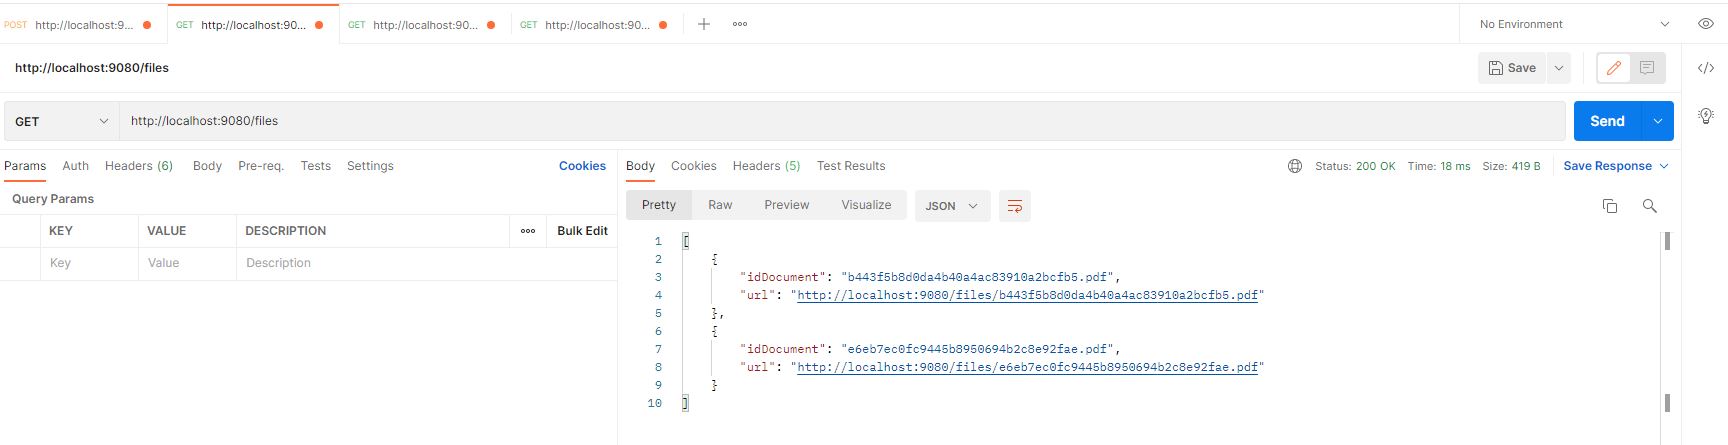 POST http://localhost:9... GET http://localhost:90... GET http://localhost:90... GET http://localhost:90... No Environment
http://localhost:9080/files Save
GET http://localhost:9080/files Send
Params Auth Headers (6) Body Pre-req. Tests Settings Cookies
Body Cookies Headers (5) Test Results Status: 200 OK Time: 18 ms Size: 419 B Save Response
Query Params
Pretty Raw Preview Visualize JSON
KEY VALUE DESCRIPTION Bulk Edit
Key Value Description
1 [
2 {
3 "idDocument": "b443f5b8d0da4b40a4ac83910a2bcfb5.pdf",
4 "url": "http://localhost:9080/files/b443f5b8d0da4b40a4ac83910a2bcfb5.pdf"
5 },
6 {
7 "idDocument": "e6eb7ec0fc9445b8950694b2c8e92fae.pdf",
8 "url": "http://localhost:9080/files/e6eb7ec0fc9445b8950694b2c8e92fae.pdf"
9 }
10 ]